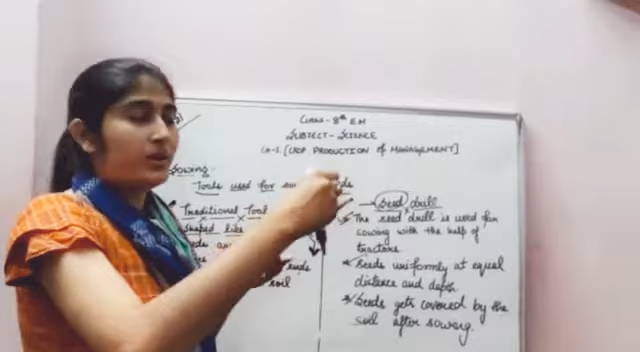 Class - 8th E.M
SUBJECT - SCIENCE
Ch-1. [CROP PRODUCTION & MANAGEMENT]
Sowing:-
Tools used for
Traditional Tool
shaped like
soil
→ Seed drill
The seed drill is used for
sowing with the help of
tractors.
Seeds uniformly at equal
distance and depth.
Seeds gets covered by the
soil after sowing.